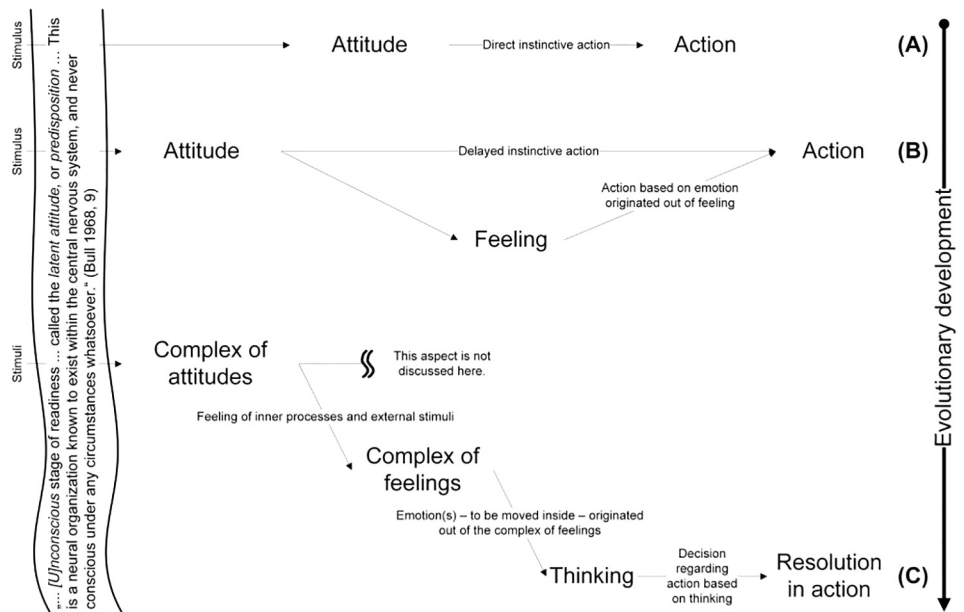 Stimulus
„... [U]nconscious stage of readiness ... called the latent attitude, or predisposition ... This
is a neural organization known to exist within the central nervous system, and never
conscious under any circumstances whatsoever.“ (Bull 1968, 9)
Attitude
Direct instinctive action
Action
(A)
Stimulus
Attitude
Delayed instinctive action
Action
(B)
Action based on emotion
originated out of feeling
Feeling
Evolutionary development
Stimuli
Complex of
attitudes
This aspect is not
discussed here.
Feeling of inner processes and external stimuli
Complex of
feelings
Emotion(s) – to be moved inside – originated
out of the complex of feelings
Thinking
Decision
regarding
action based
on thinking
Resolution
in action
(C)